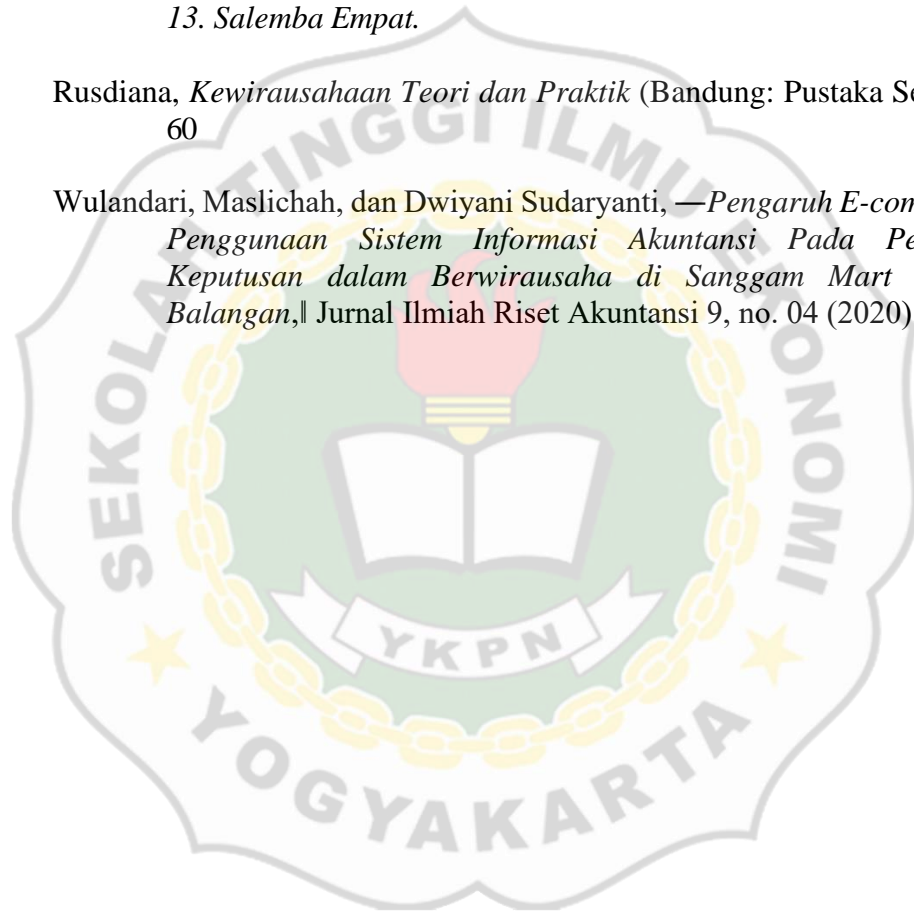 13. Salemba Empat.
Rusdiana, Kewirausahaan Teori dan Praktik (Bandung: Pustaka Se
60
Wulandari, Maslichah, dan Dwiyani Sudaryanti, ―Pengaruh E-com
Penggunaan Sistem Informasi Akuntansi Pada Pe
Keputusan dalam Berwirausaha di Sanggam Mart
Balangan,‖ Jurnal Ilmiah Riset Akuntansi 9, no. 04 (2020)
SEKOLAH TINGGI ILMU EKONOMI
YKPN
YOGYAKARTA